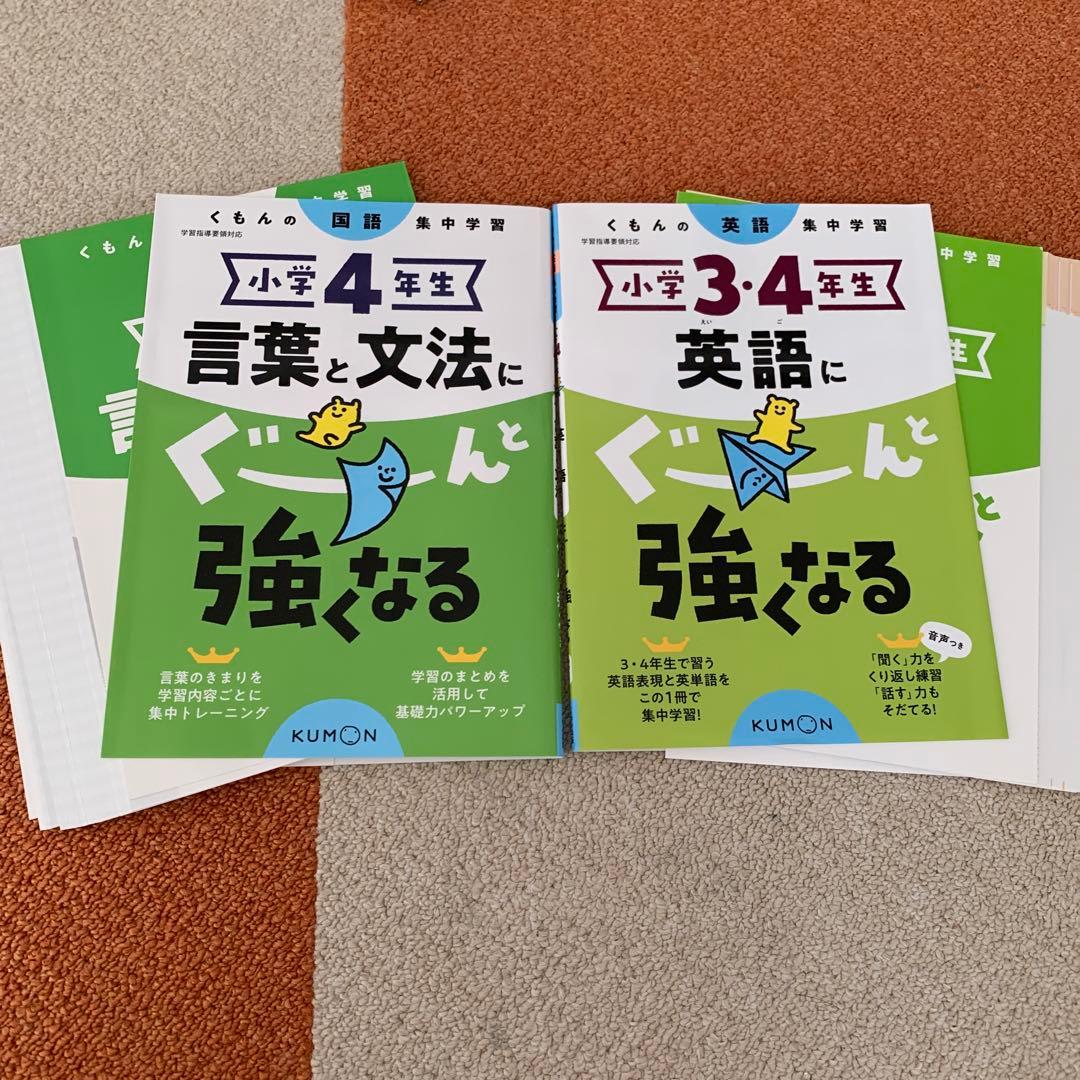 くもんの 国語 集中学習
学習指導要領対応
小学4年生
言葉と文法に
ぐーんと
強くなる
言葉のきまりを
学習内容ごとに
集中トレーニング
学習のまとめを
活用して
基礎力パワーアップ
KUMON
くもんの 英語 集中学習
学習指導要領対応
小学3・4年生
えい ご
英語に
ぐーんと
強くなる
3・4年生で習う
英語表現と英単語を
この1冊で
集中学習!
音声つき
「聞く」力を
くり返し練習
「話す」力も
そだてる!
KUMON
くもん
中学習
言
中学習
生
と